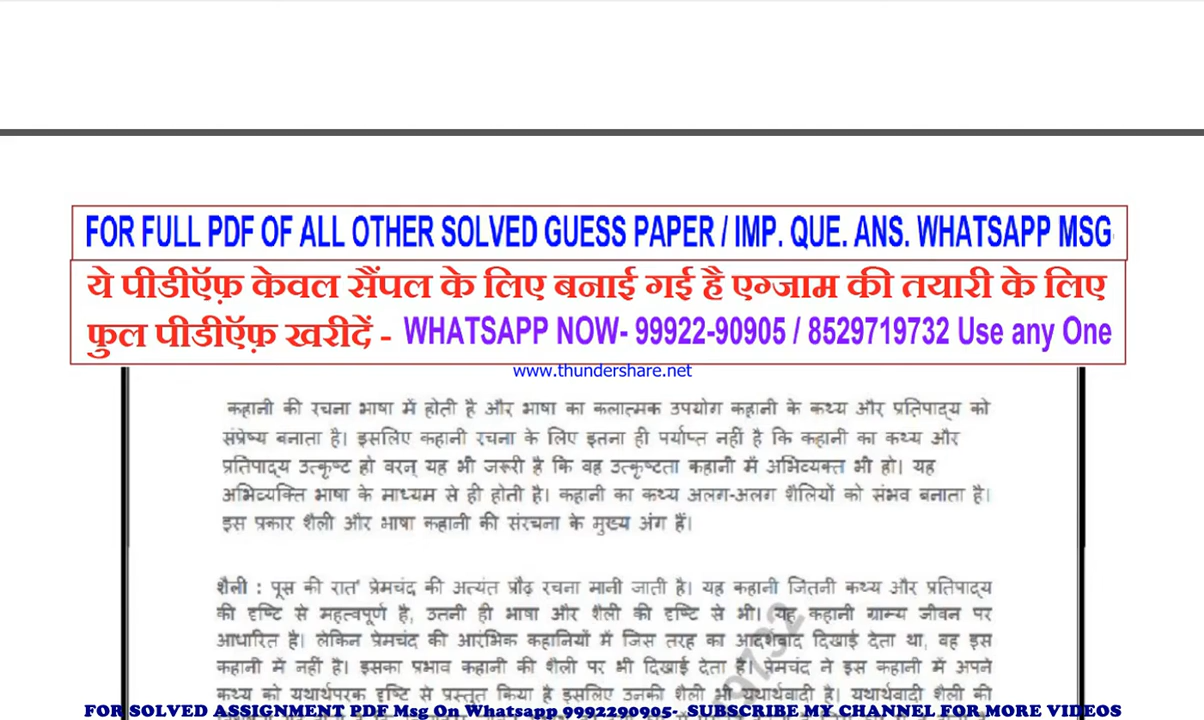 FOR FULL PDF OF ALL OTHER SOLVED GUESS PAPER / IMP. QUE. ANS. WHATSAPP MSG
ये पीडीऍफ़ केवल सैंपल के लिए बनाई गई है एग्जाम की तयारी के लिए
फुल पीडीऍफ़ खरीदें - WHATSAPP NOW- 99922-90905 / 8529719732 Use any One
www.thundershare.net
कहानी की रचना भाषा में होती है और भाषा का कलात्मक उपयोग कहानी के कथ्य और प्रतिपाद्य को
संप्रेष्य बनाता है। इसलिए कहानी रचना के लिए इतना ही पर्याप्त नहीं है कि कहानी का कथ्य और
प्रतिपाद्य उत्कृष्ट हो वरन् यह भी जरूरी है कि वह उत्कृष्टता कहानी में अभिव्यक्त भी हो। यह
अभिव्यक्ति भाषा के माध्यम से ही होती है। कहानी का कथ्य अलग-अलग शैलियों को संभव बनाता है।
इस प्रकार शैली और भाषा कहानी की संरचना के मुख्य अंग हैं।
शैली : पूस की रात' प्रेमचंद की अत्यंत प्रौढ़ रचना मानी जाती है। यह कहानी जितनी कथ्य और प्रतिपाद्य
की दृष्टि से महत्वपूर्ण है, उतनी ही भाषा और शैली की दृष्टि से भी। यह कहानी ग्राम्य जीवन पर
आधारित है। लेकिन प्रेमचंद की आरंभिक कहानियों में जिस तरह का आदर्शवाद दिखाई देता था, वह इस
कहानी में नहीं है। इसका प्रभाव कहानी की शैली पर भी दिखाई देता है। प्रेमचंद ने इस कहानी में अपने
कथ्य को यथार्थपरक दृष्टि से प्रस्तुत किया है इसलिए उनकी शैली भी यथार्थवादी है। यथार्थवादी शैली की
FOR SOLVED ASSIGNMENT PDF Msg On Whatsapp 9992290905- SUBSCRIBE MY CHANNEL FOR MORE VIDEOS